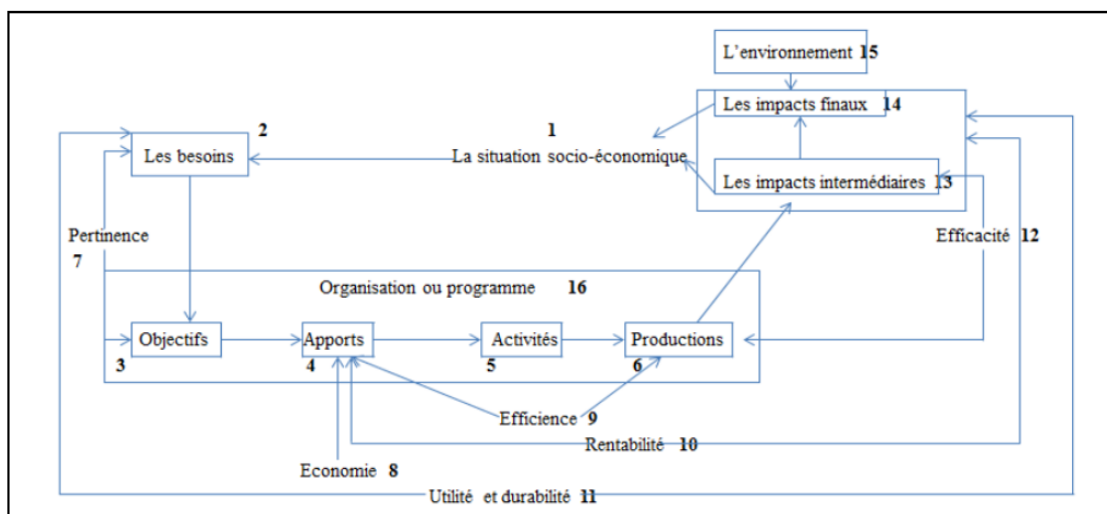 L'environnement 15
Les impacts finaux 14
2
1
Les besoins
La situation socio-économique
Les impacts intermédiaires 13
Pertinence
7
Efficacité 12
Organisation ou programme 16
Objectifs
Apports
Activités
Productions
3
4
5
6
Efficience 9
Rentabilité 10
Economie 8
Utilité et durabilité 11